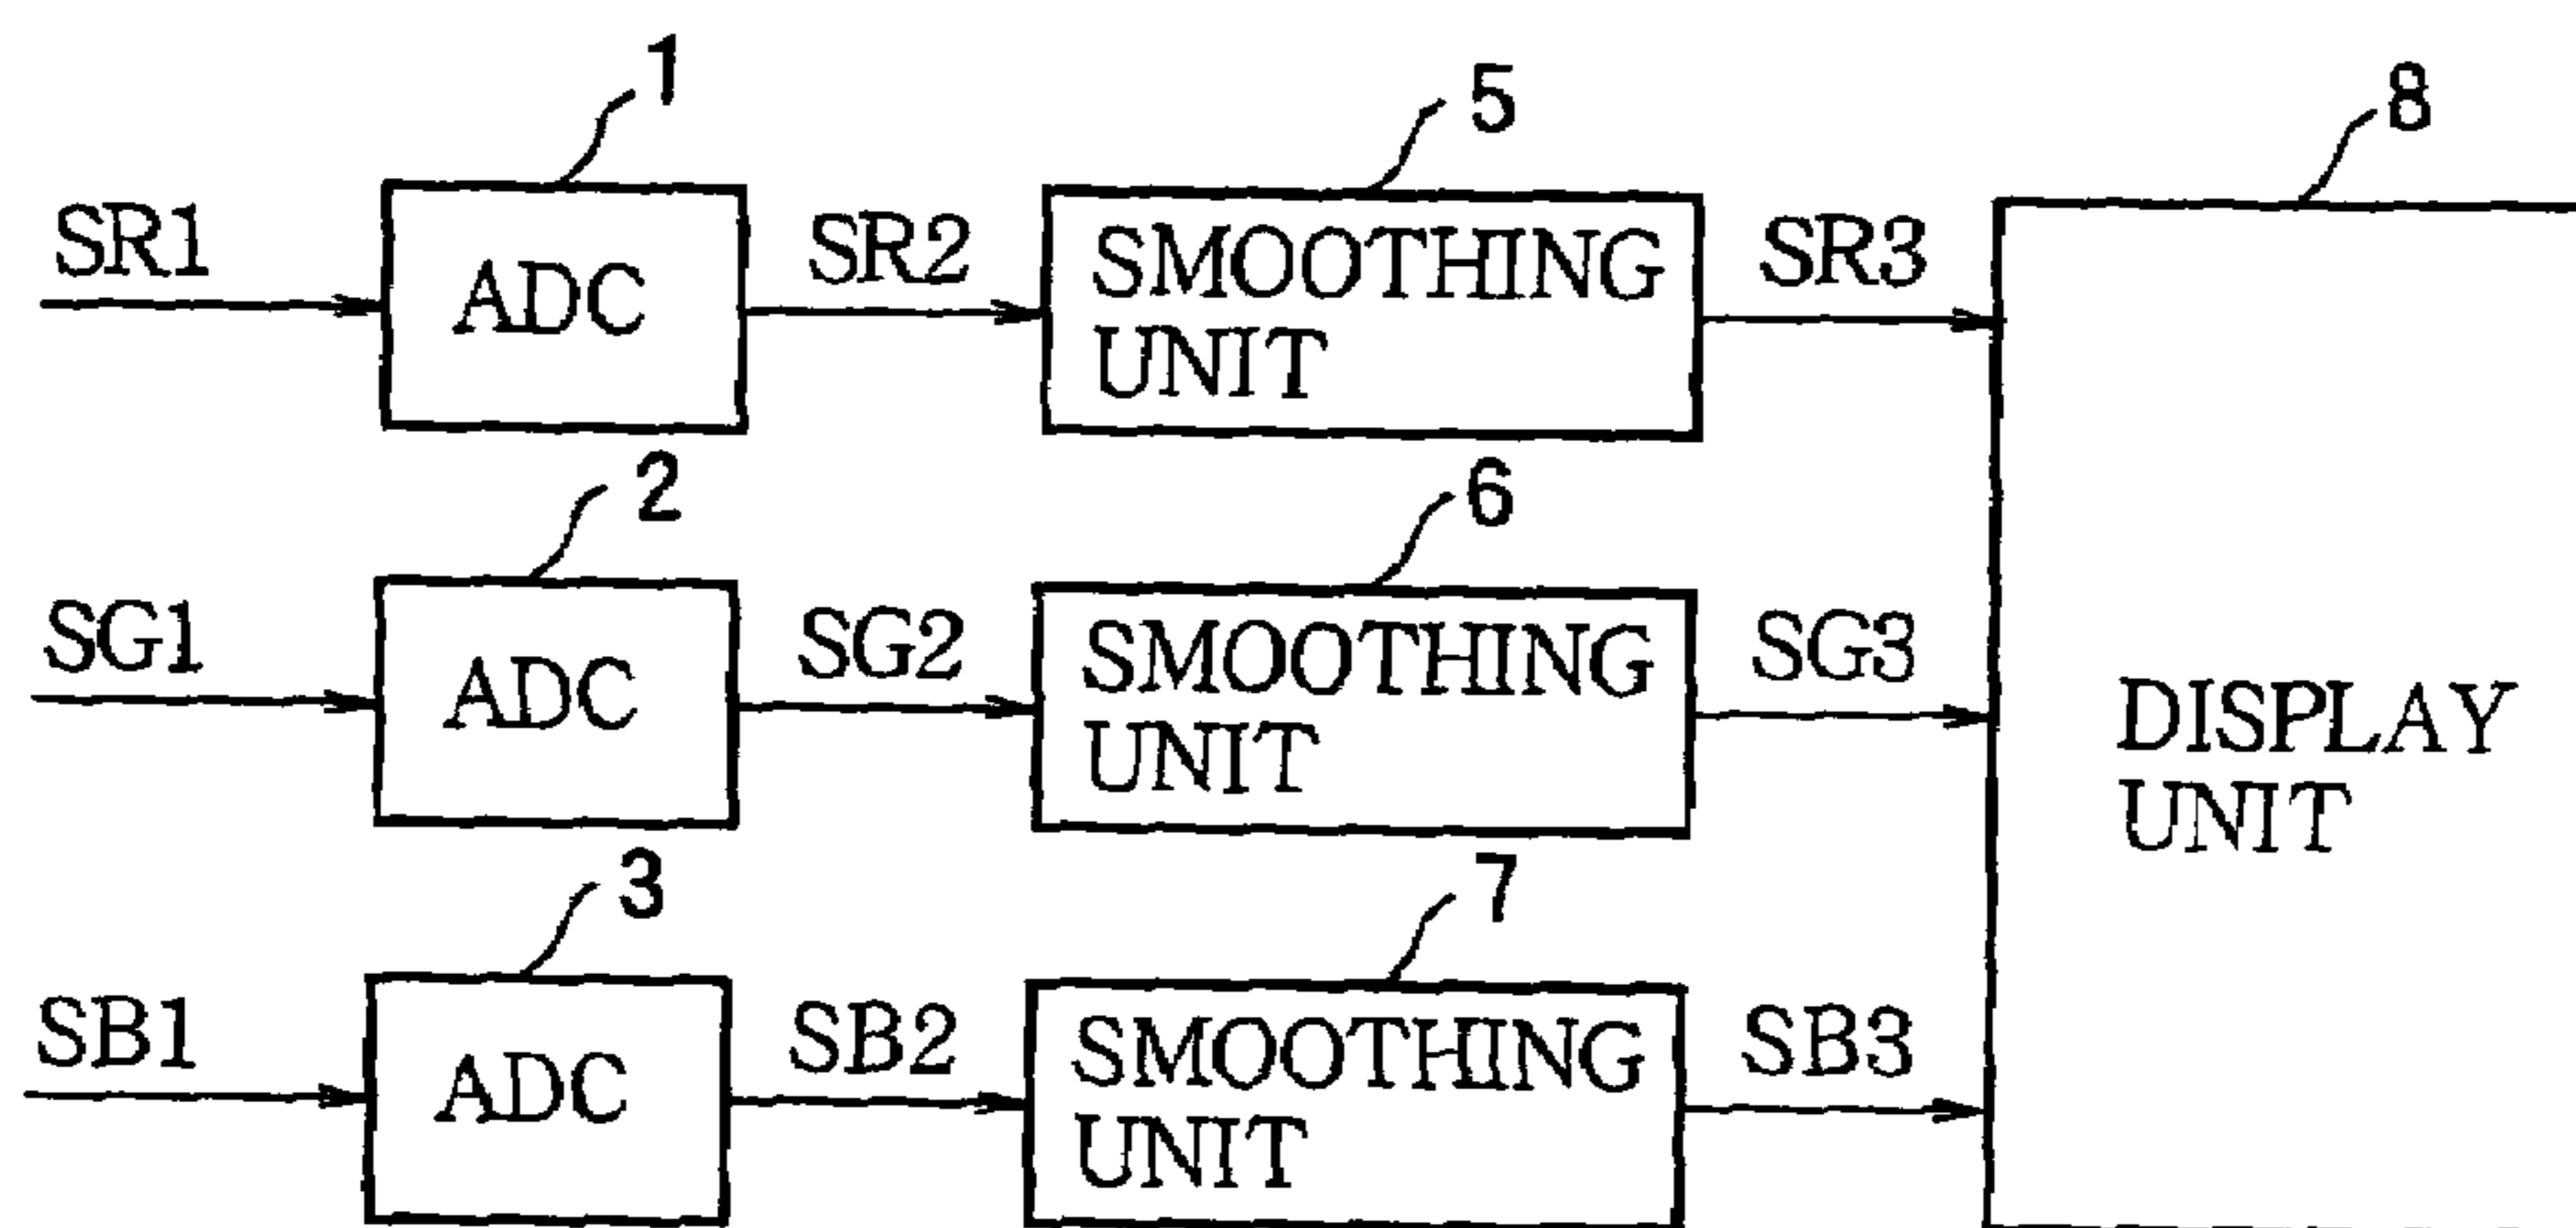 1
5
8
SR1
ADC
SR2
SMOOTHING
UNIT
SR3
2
6
SG1
ADC
SG2
SMOOTHING
UNIT
SG3
DISPLAY
UNIT
3
7
SB1
ADC
SB2
SMOOTHING
UNIT
SB3